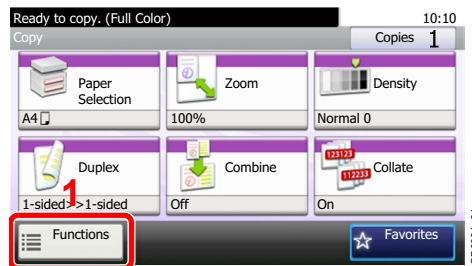 Ready to copy. (Full Color)
10:10
Copy
Copies 1
Paper Selection
Zoom
Density
A4
100%
Normal 0
123123
112233
Duplex
Combine
Collate
1
1-sided>>1-sided
Off
On
Functions
Favorites